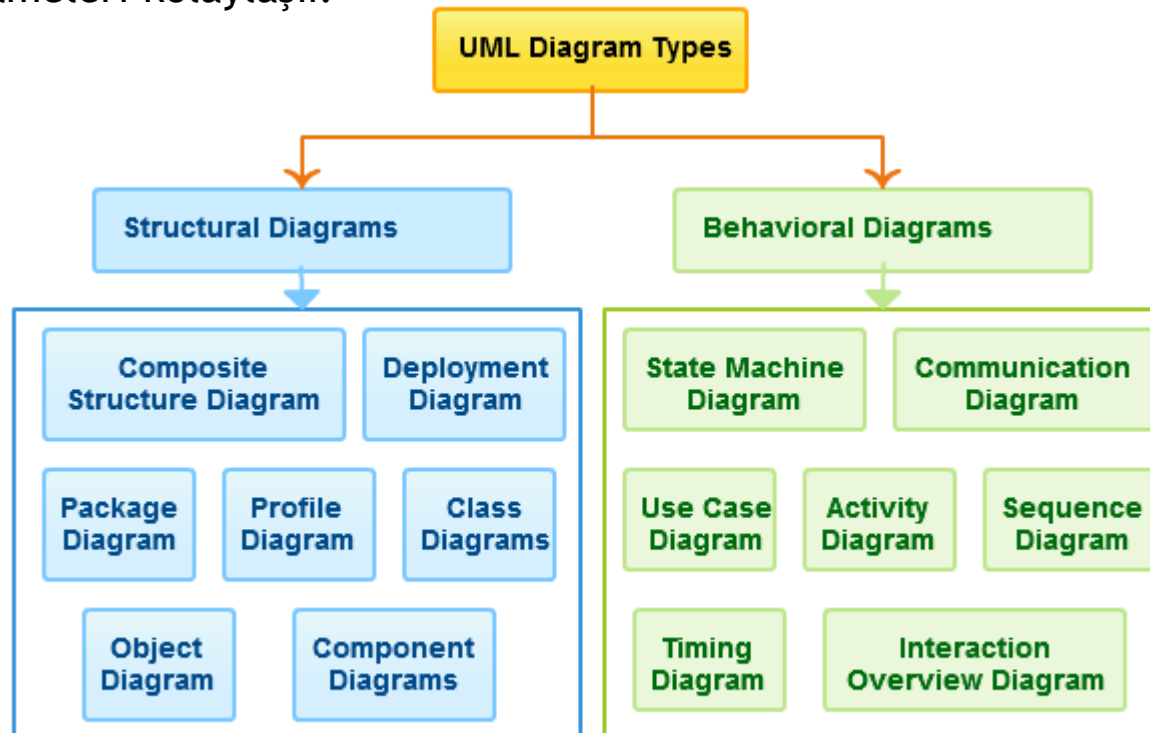 UML Diagram Types
Structural Diagrams
Behavioral Diagrams
Composite
Structure Diagram
Deployment
Diagram
Package
Diagram
Profile
Diagram
Class
Diagrams
Object
Diagram
Component
Diagrams
State Machine
Diagram
Communication
Diagram
Use Case
Diagram
Activity
Diagram
Sequence
Diagram
Timing
Diagram
Interaction
Overview Diagram